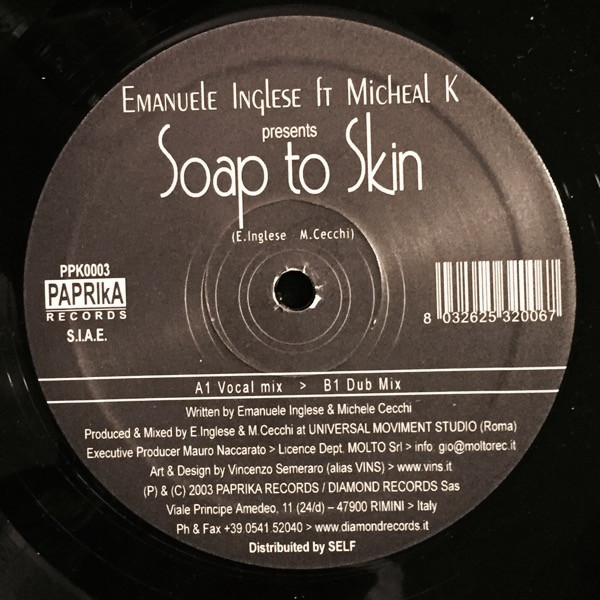 Emanuele Inglese ft Micheal K
presents
Soap to Skin
(E.Inglese M.Cecchi)
PPK0003
PAPRIkA
RECORDS
S.I.A.E.
8 032625 320067
A1 Vocal mix > B1 Dub Mix
Written by Emanuele Inglese & Michele Cecchi
Produced & Mixed by E.Inglese & M.Cecchi at UNIVERSAL MOVIMENT STUDIO (Roma)
Executive Producer Mauro Naccarato > Licence Dept. MOLTO Srl > info. gio@moltorec.it
Art & Design by Vincenzo Semeraro (alias VINS) > www.vins.it
(P) & (C) 2003 PAPRIKA RECORDS / DIAMOND RECORDS Sas
Viale Principe Amedeo, 11 (24/d) – 47900 RIMINI > Italy
Ph & Fax +39 0541 52040 > www.diamondrecords.it
Distribuited by SELF